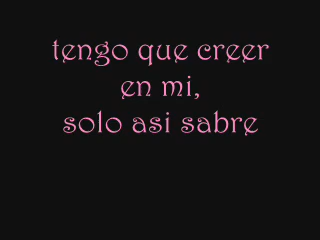 tengo que creer
en mi,
solo asi sabre